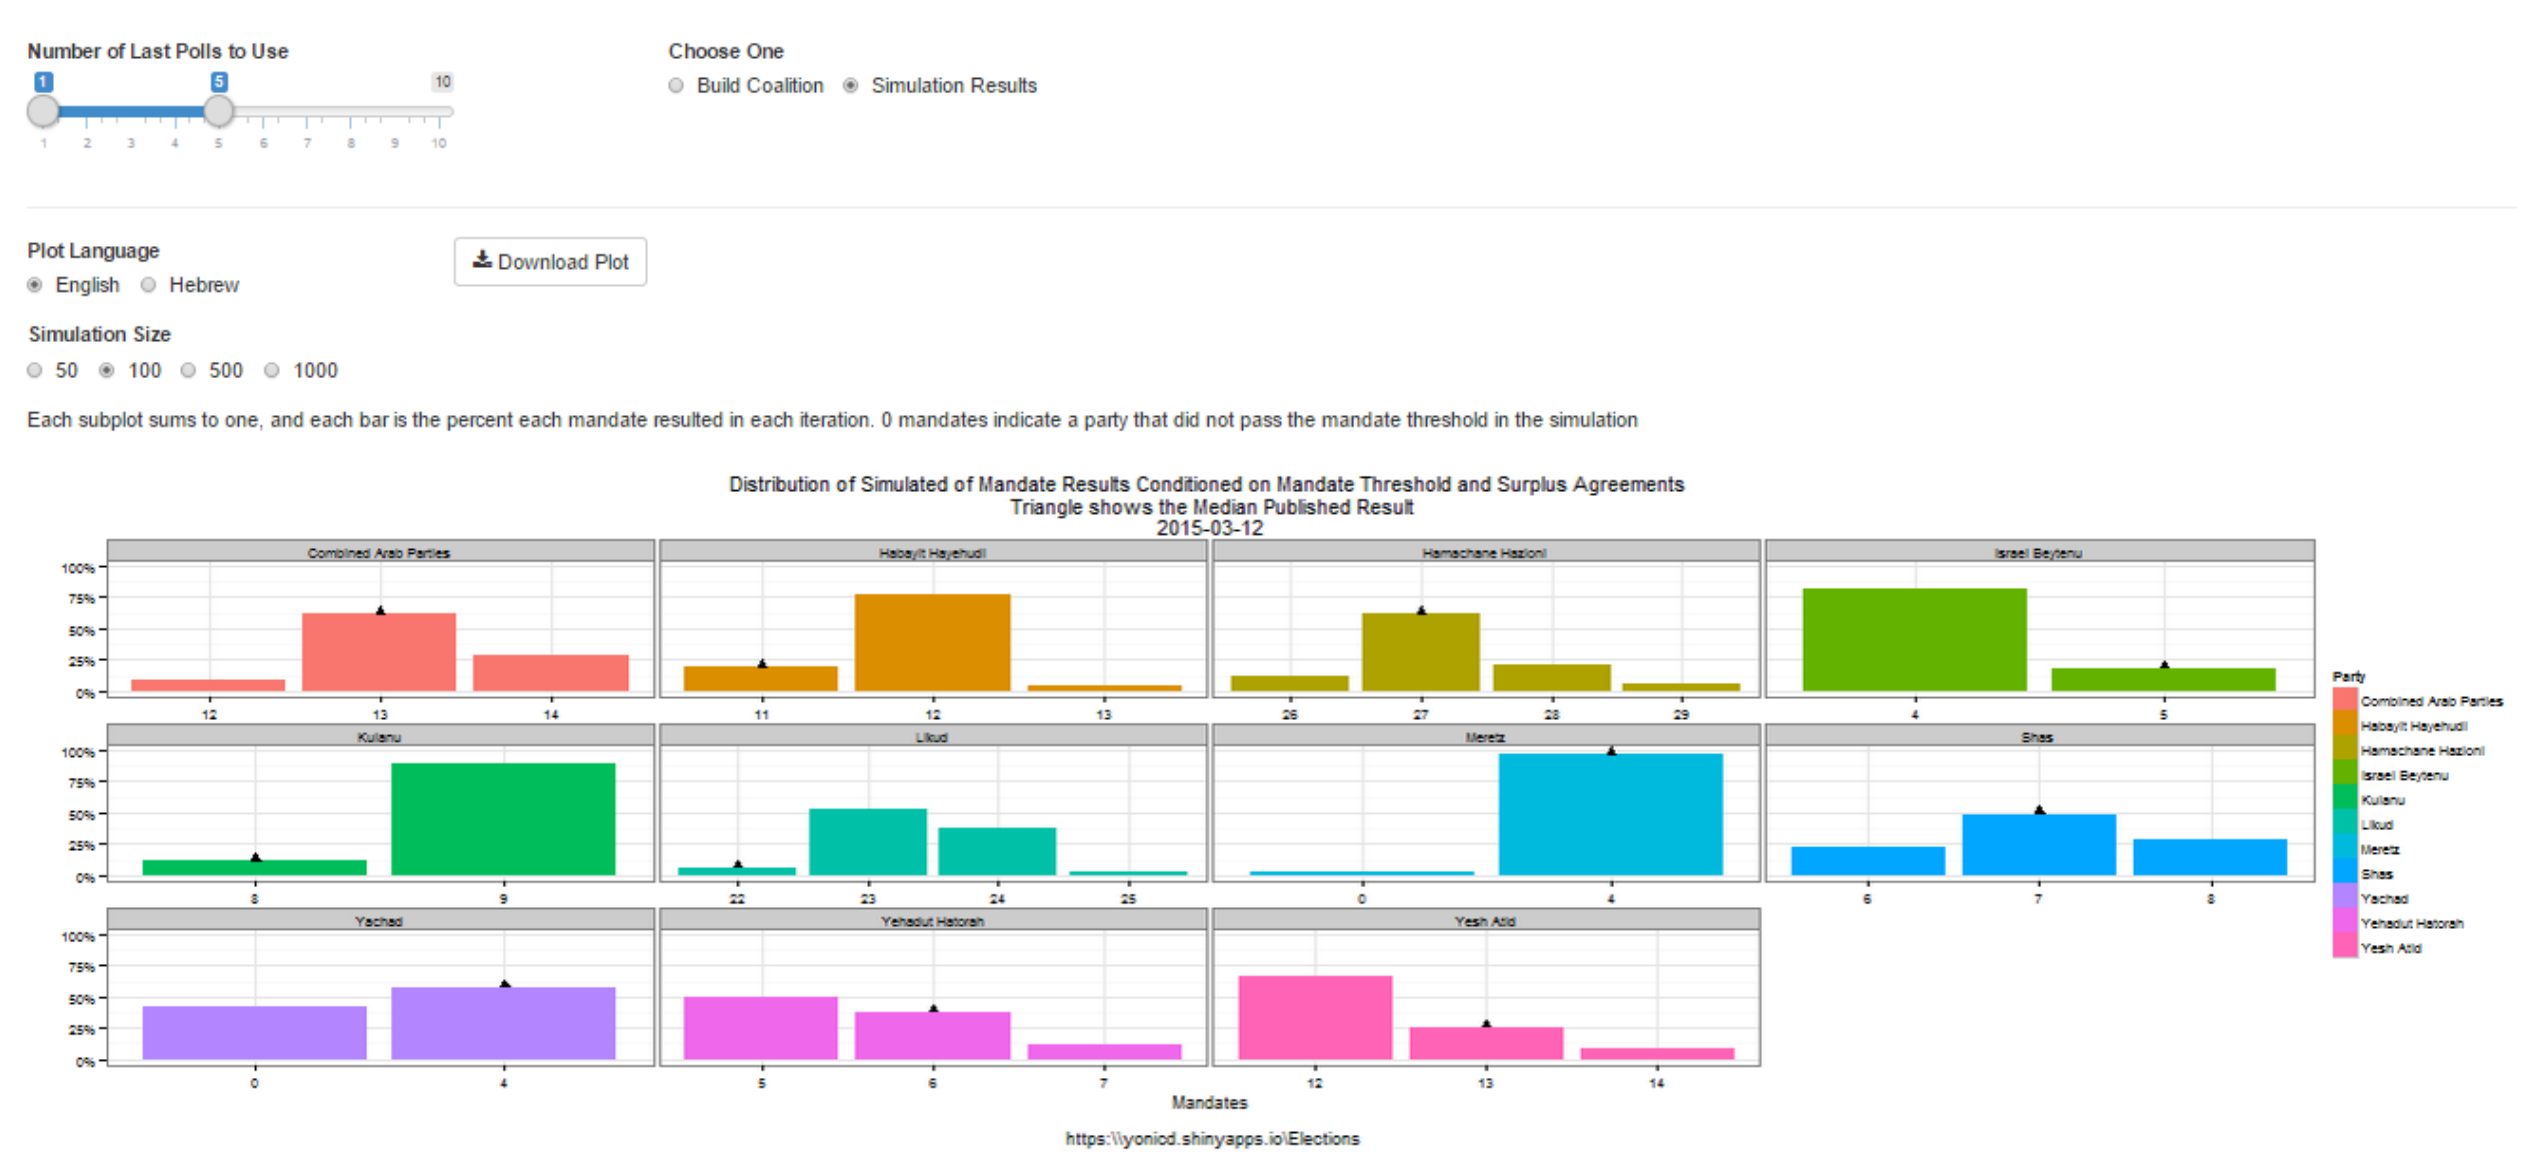 Number of Last Polls to Use
1 5 10
1 2 3 4 5 6 7 8 9 10
Choose One
Build Coalition Simulation Results
Plot Language
English Hebrew
Download Plot
Simulation Size
50 100 500 1000
Each subplot sums to one, and each bar is the percent each mandate resulted in each iteration. 0 mandates indicate a party that did not pass the mandate threshold in the simulation
Distribution of Simulated of Mandate Results Conditioned on Mandate Threshold and Surplus Agreements
Triangle shows the Median Published Result
2015-03-12
Combined Arab Parties Habayit Hayehudi Hamachane Hazioni Israel Beytenu
100%
75%
50%
25%
0%
12 13 14 11 12 13 26 27 28 29 4 5
Kulanu Likud Meretz Shas
100%
75%
50%
25%
0%
8 9 22 23 24 25 0 4 6 7 8
Yachad Yehadut Hatorah Yesh Atid
100%
75%
50%
25%
0%
0 4 5 6 7 12 13 14
Mandates
https:\\yonicd.shinyapps.io\Elections
Party
Combined Arab Parties
Habayit Hayehudi
Hamachane Hazioni
Israel Beytenu
Kulanu
Likud
Meretz
Shas
Yachad
Yehadut Hatorah
Yesh Atid